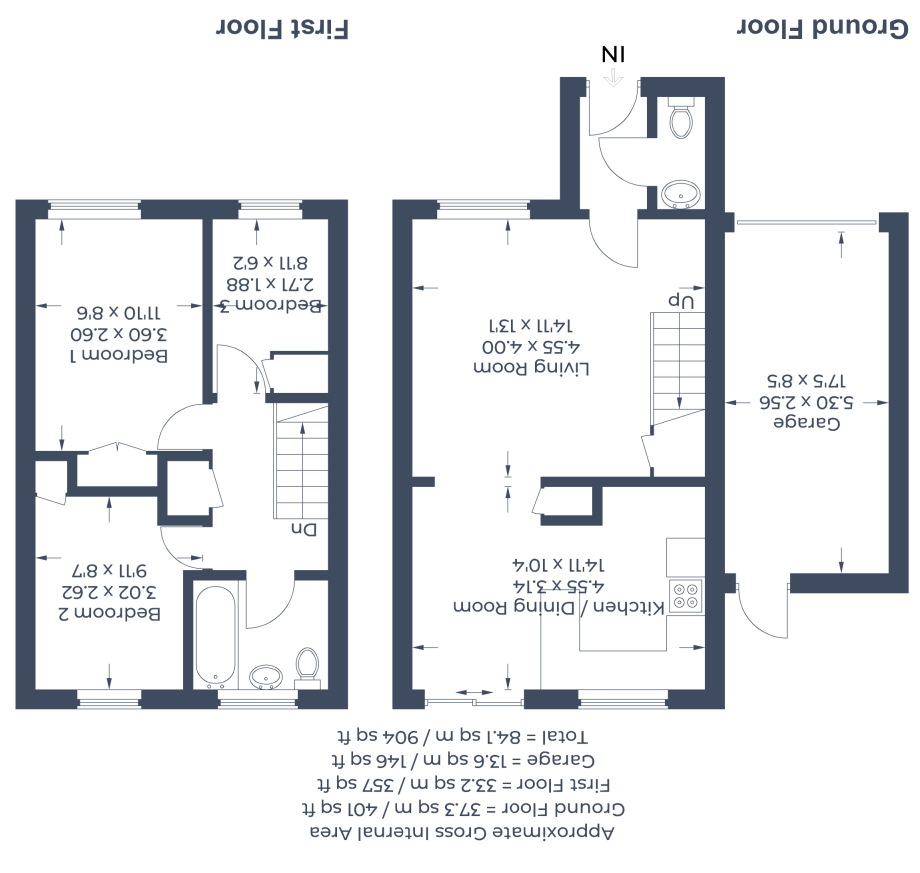 Approximate Gross Internal Area
Ground Floor = 37.3 sq m / 401 sq ft
First Floor = 33.2 sq m / 357 sq ft
Garage = 13.6 sq m / 146 sq ft
Total = 84.1 sq m / 904 sq ft
Kitchen / Dining Room
4.55 x 3.14
14'11 x 10'4
Garage
5.30 x 2.56
17'5 x 8'5
Living Room
4.55 x 4.00
14'11 x 13'1
Up
IN
Ground Floor
Bedroom 2
3.02 x 2.62
9'11 x 8'7
Dn
Bedroom 1
3.60 x 2.60
11'10 x 8'6
Bedroom 3
2.71 x 1.88
8'11 x 6'2
First Floor